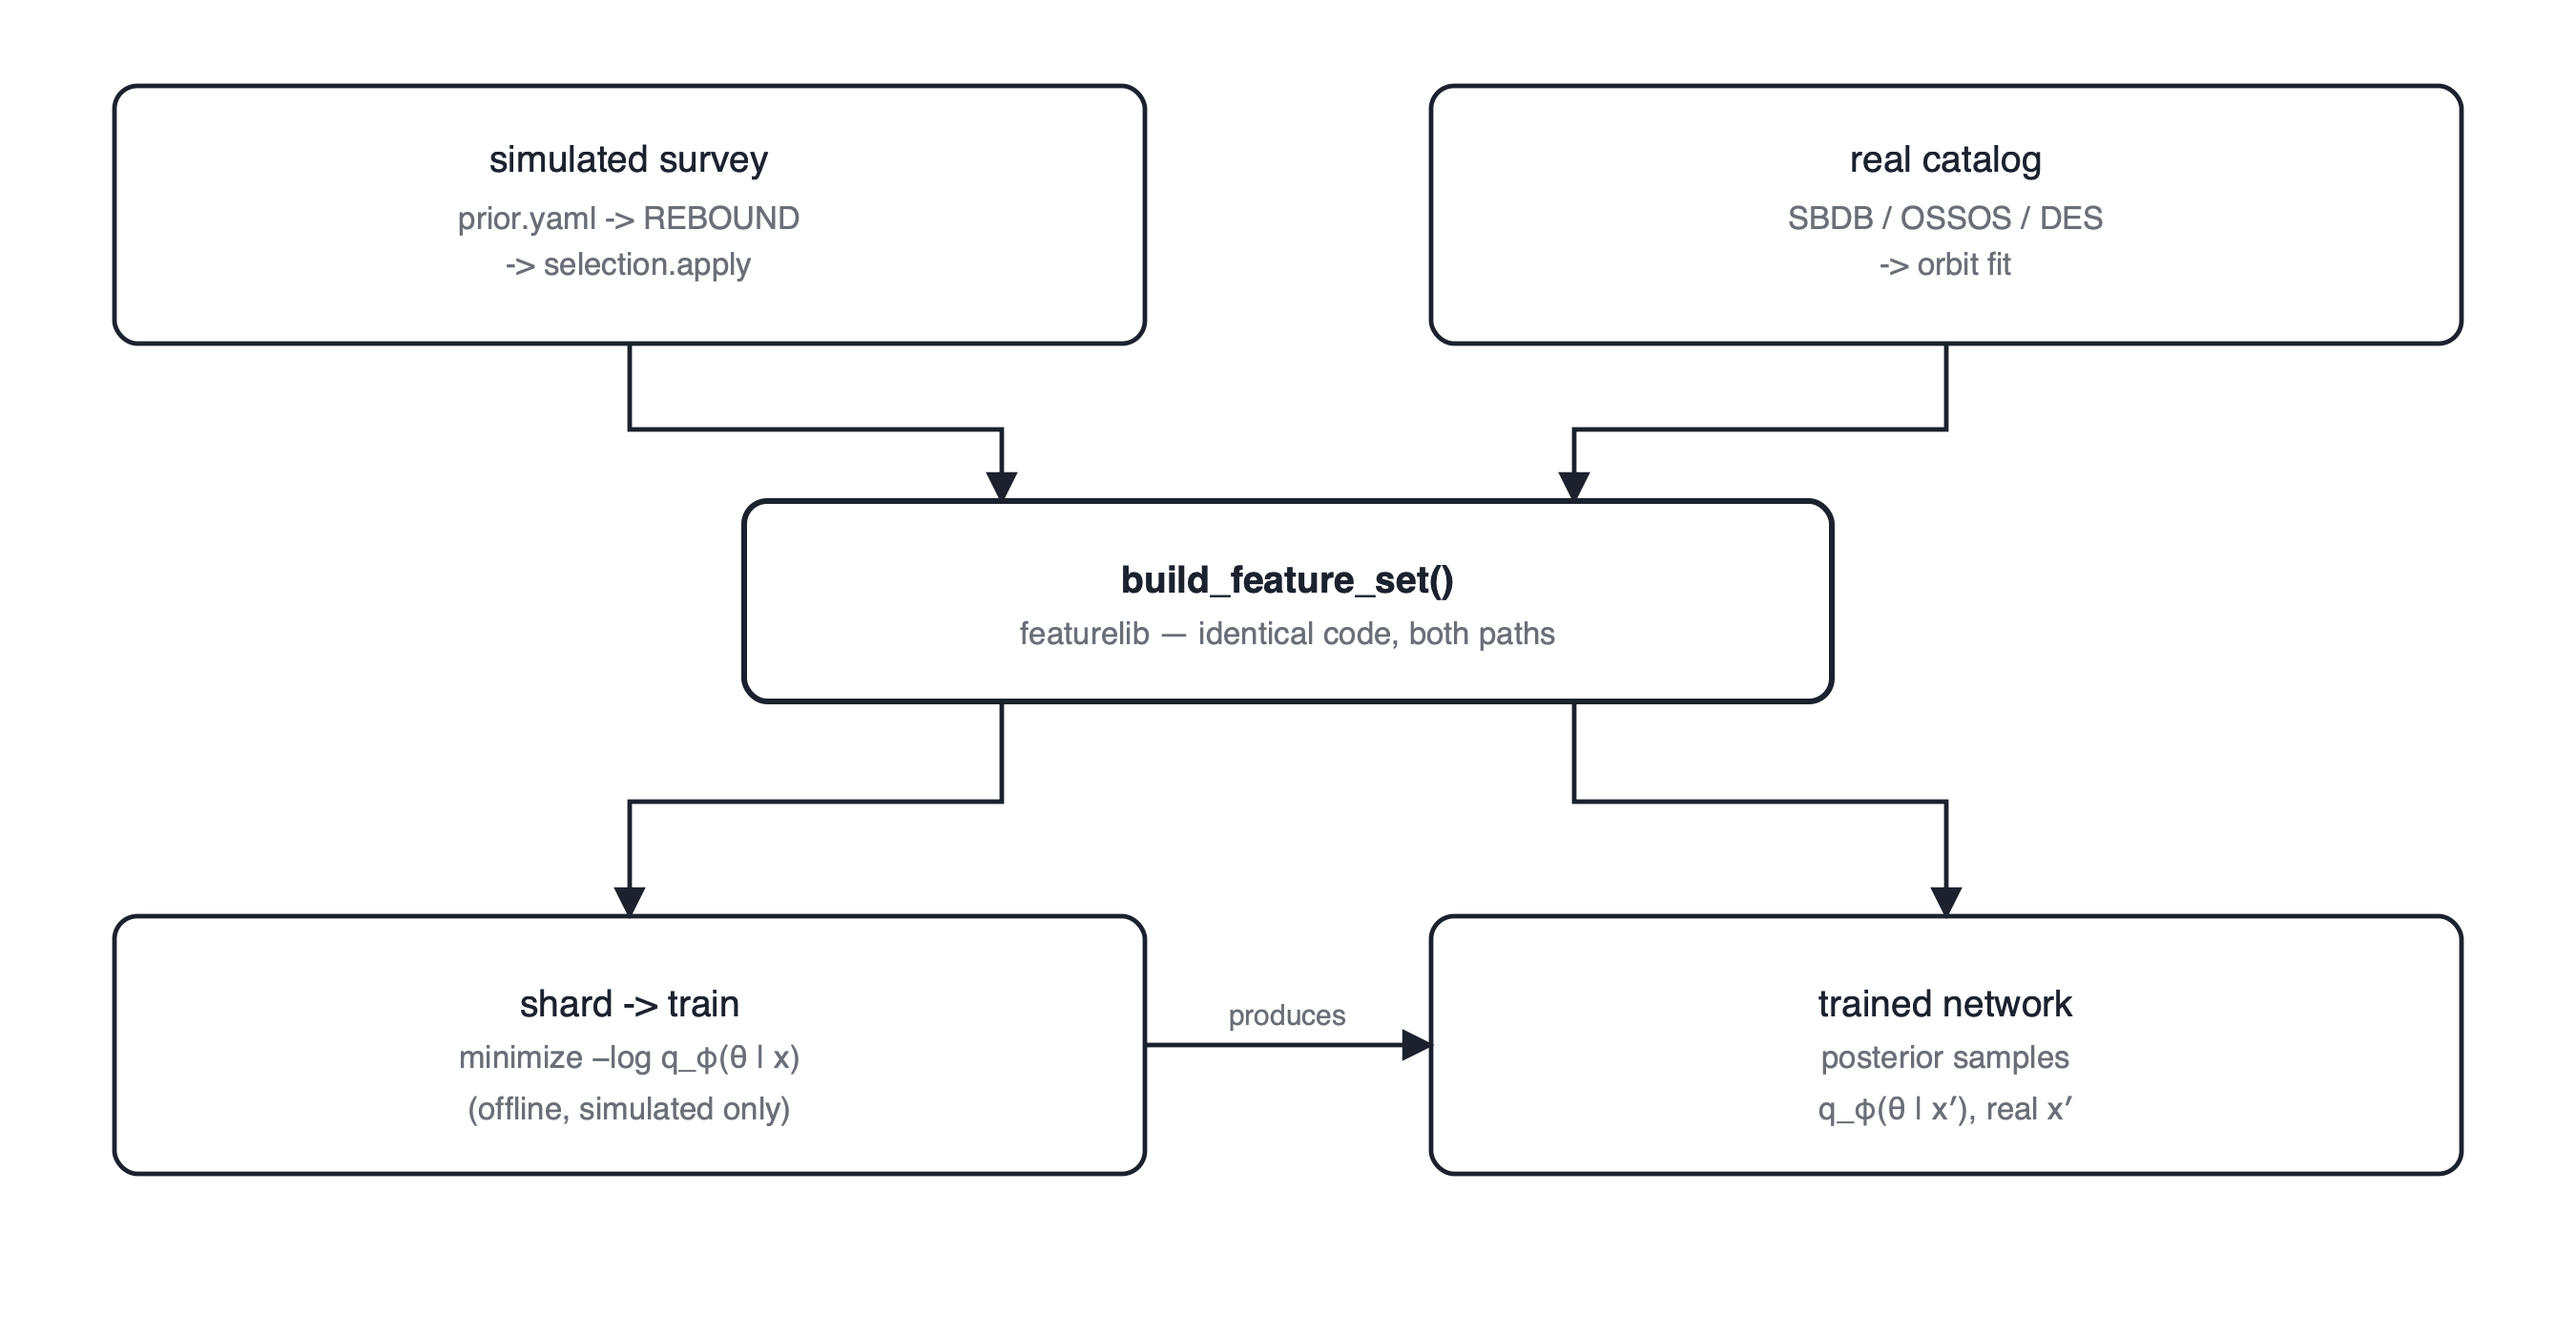 simulated survey
prior.yaml -> REBOUND
-> selection.apply
real catalog
SBDB / OSSOS / DES
-> orbit fit
build_feature_set()
featurelib — identical code, both paths
shard -> train
minimize –log q_ϕ(θ | x)
(offline, simulated only)
produces
trained network
posterior samples
q_ϕ(θ | x′), real x′